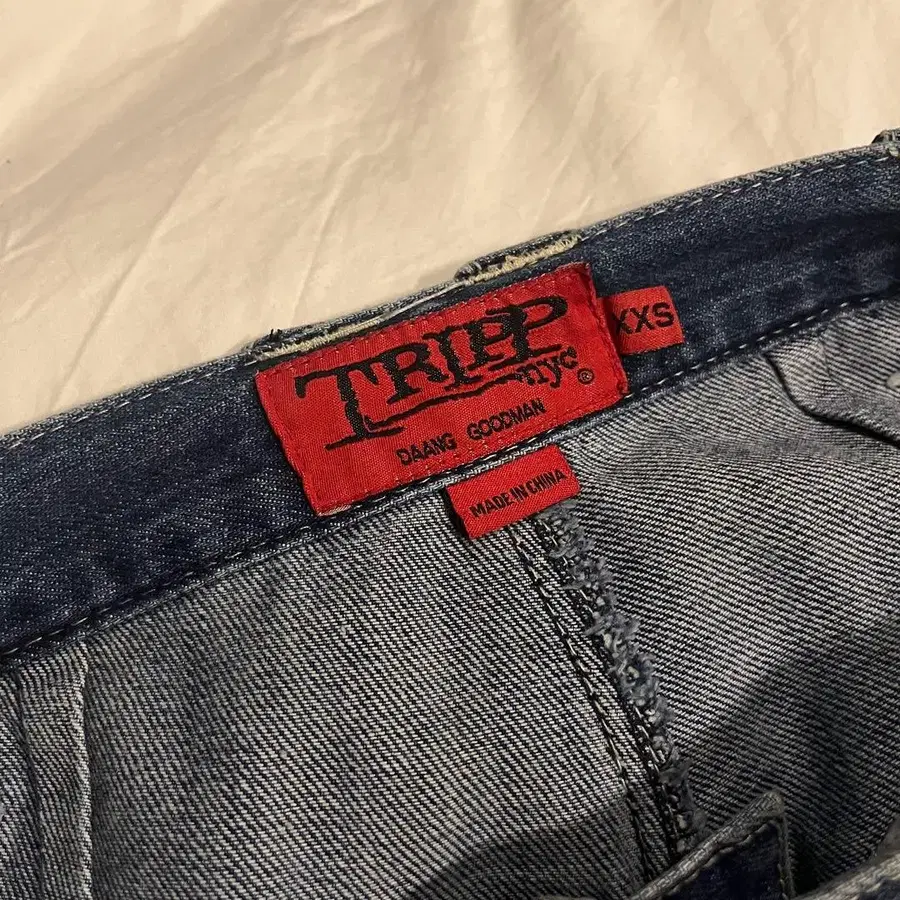 TRIPP
nyc®
DAANG GOODMAN
XXS
MADE IN CHINA